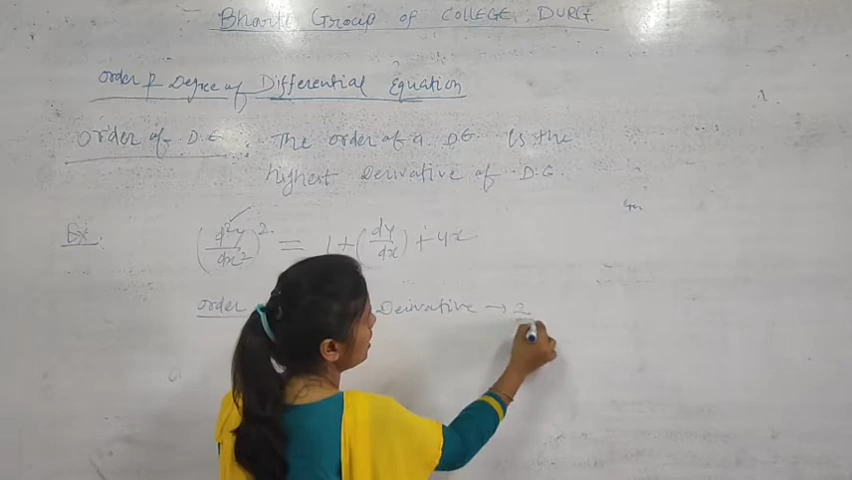 Bharti Group of COLLEGE DURG.
Order & Degree of Differential Equation
Order of D.E : The order of a D.E. is the
highest Derivative of D.E.
Ex. (d²y/dx²)² = 1 + (dy/dx) + 4x
order Derivative → 2